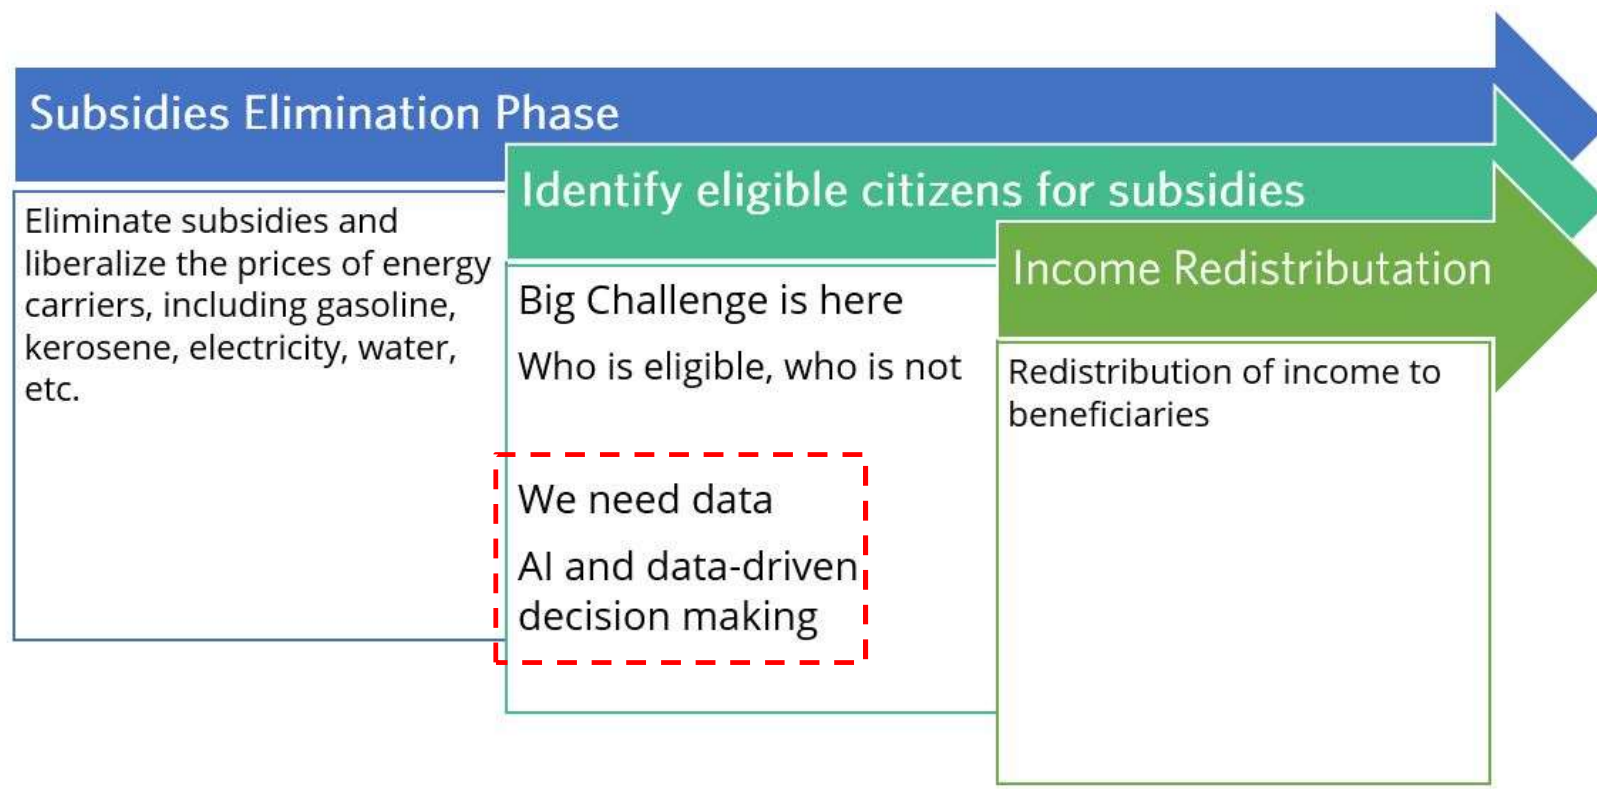 Subsidies Elimination Phase
Eliminate subsidies and
liberalize the prices of energy
carriers, including gasoline,
kerosene, electricity, water,
etc.
Identify eligible citizens for subsidies
Big Challenge is here
Who is eligible, who is not
We need data
AI and data-driven
decision making
Income Redistributation
Redistribution of income to
beneficiaries